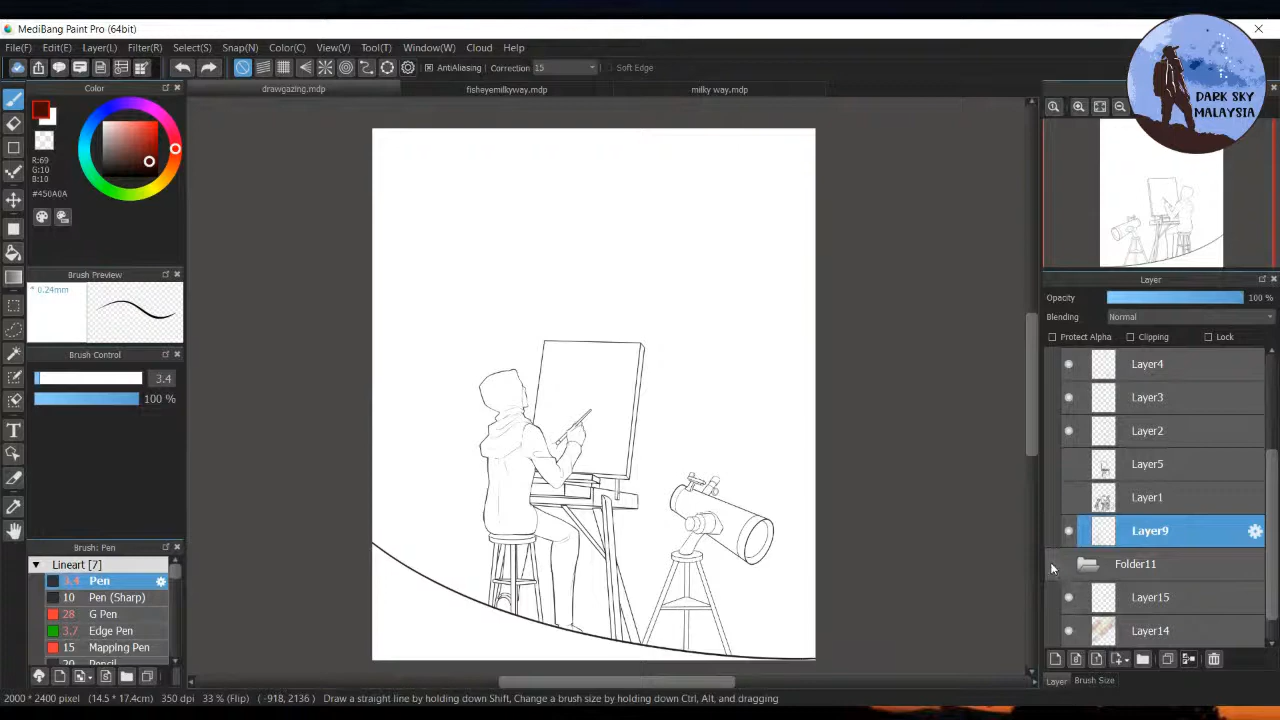 MediBang Paint Pro (64bit)
File(F) Edit(E) Layer(L) Filter(R) Select(S) Snap(N) Color(C) View(V) Tool(T) Window(W) Cloud Help
AntiAliasing Correction 15 Soft Edge
drawgazing.mdp fisheyemilkyway.mdp milky way.mdp
DARK SKY
MALAYSIA
Color
R:69
G:10
B:10
#450A0A
Brush Preview
* 0.24mm
Brush Control
3.4
100 %
Brush: Pen
Lineart [7]
3.4 Pen
10 Pen (Sharp)
28 G Pen
3.7 Edge Pen
15 Mapping Pen
20 Pencil
Layer
Opacity 100 %
Blending Normal
Protect Alpha Clipping Lock
Layer4
Layer3
Layer2
Layer5
Layer1
Layer9
Folder11
Layer15
Layer14
Layer Brush Size
2000 * 2400 pixel (14.5 * 17.4cm) 350 dpi 33 % (Flip) (-918, 2136) Draw a straight line by holding down Shift, Change a brush size by holding down Ctrl, Alt, and dragging